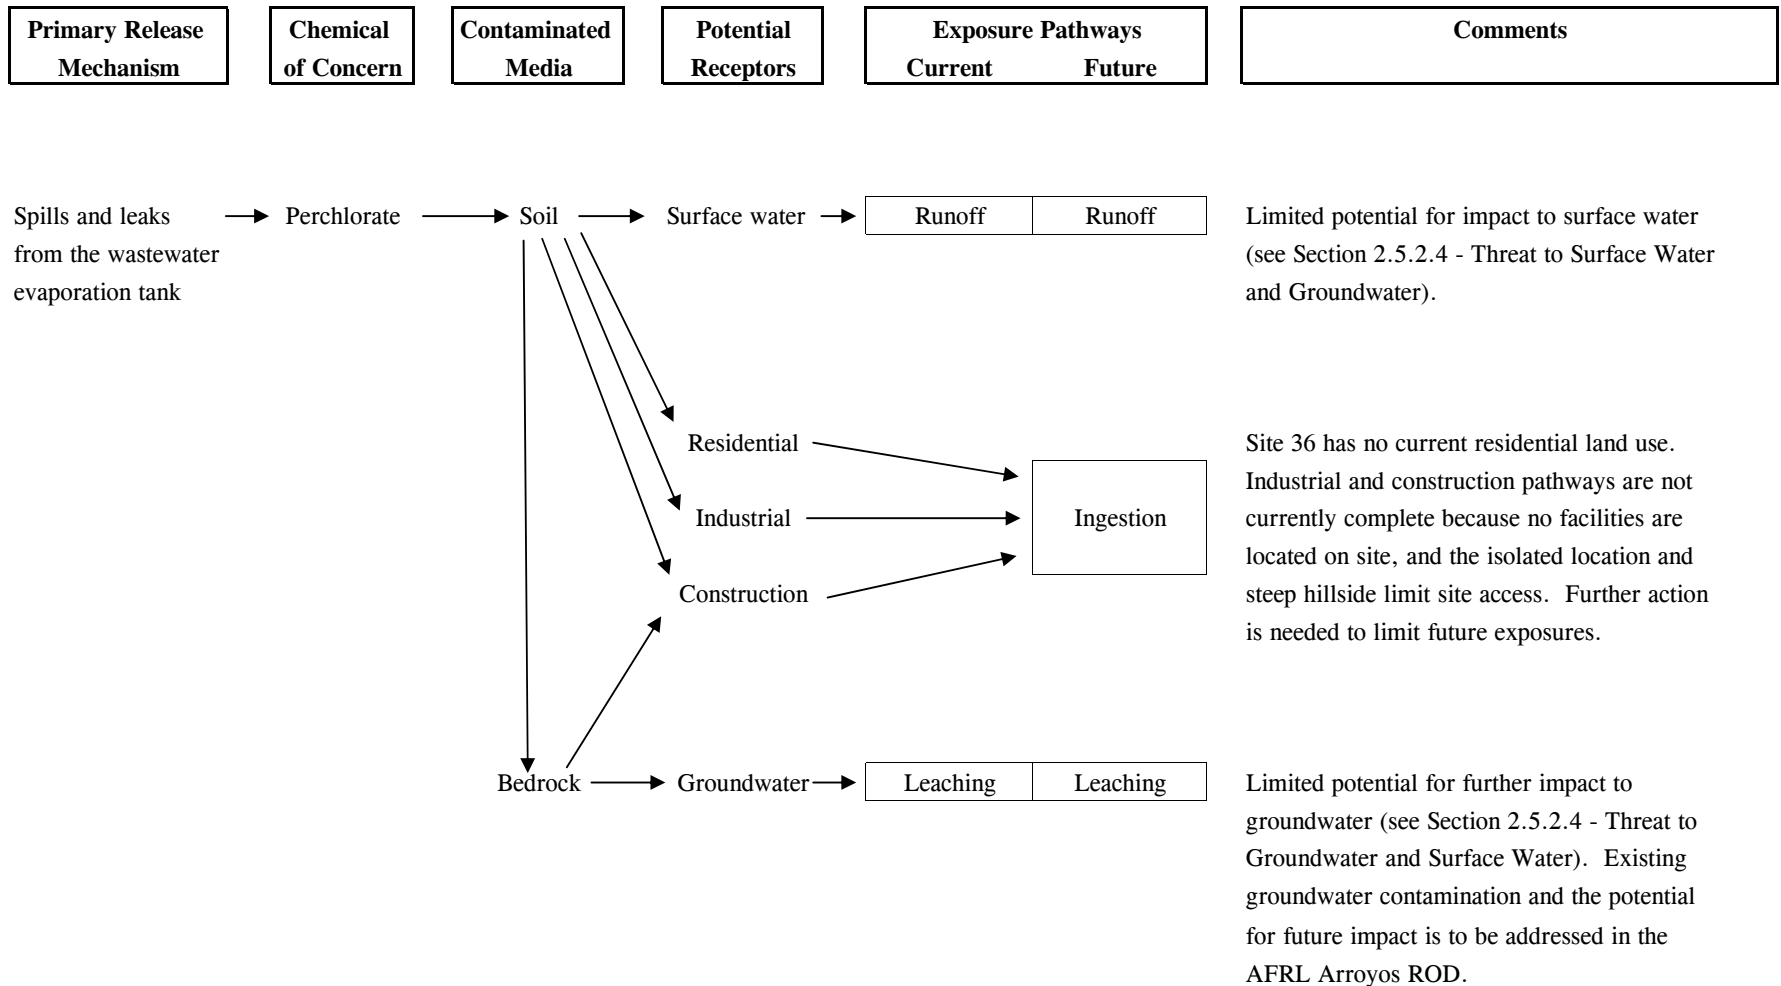 Primary Release
Mechanism
Chemical
of Concern
Contaminated
Media
Potential
Receptors
Exposure Pathways
Current Future
Comments
Spills and leaks
from the wastewater
evaporation tank
Perchlorate
Soil
Surface water
Runoff
Runoff
Limited potential for impact to surface water
(see Section 2.5.2.4 - Threat to Surface Water
and Groundwater).
Residential
Industrial
Construction
Ingestion
Site 36 has no current residential land use.
Industrial and construction pathways are not
currently complete because no facilities are
located on site, and the isolated location and
steep hillside limit site access. Further action
is needed to limit future exposures.
Bedrock
Groundwater
Leaching
Leaching
Limited potential for further impact to
groundwater (see Section 2.5.2.4 - Threat to
Groundwater and Surface Water). Existing
groundwater contamination and the potential
for future impact is to be addressed in the
AFRL Arroyos ROD.